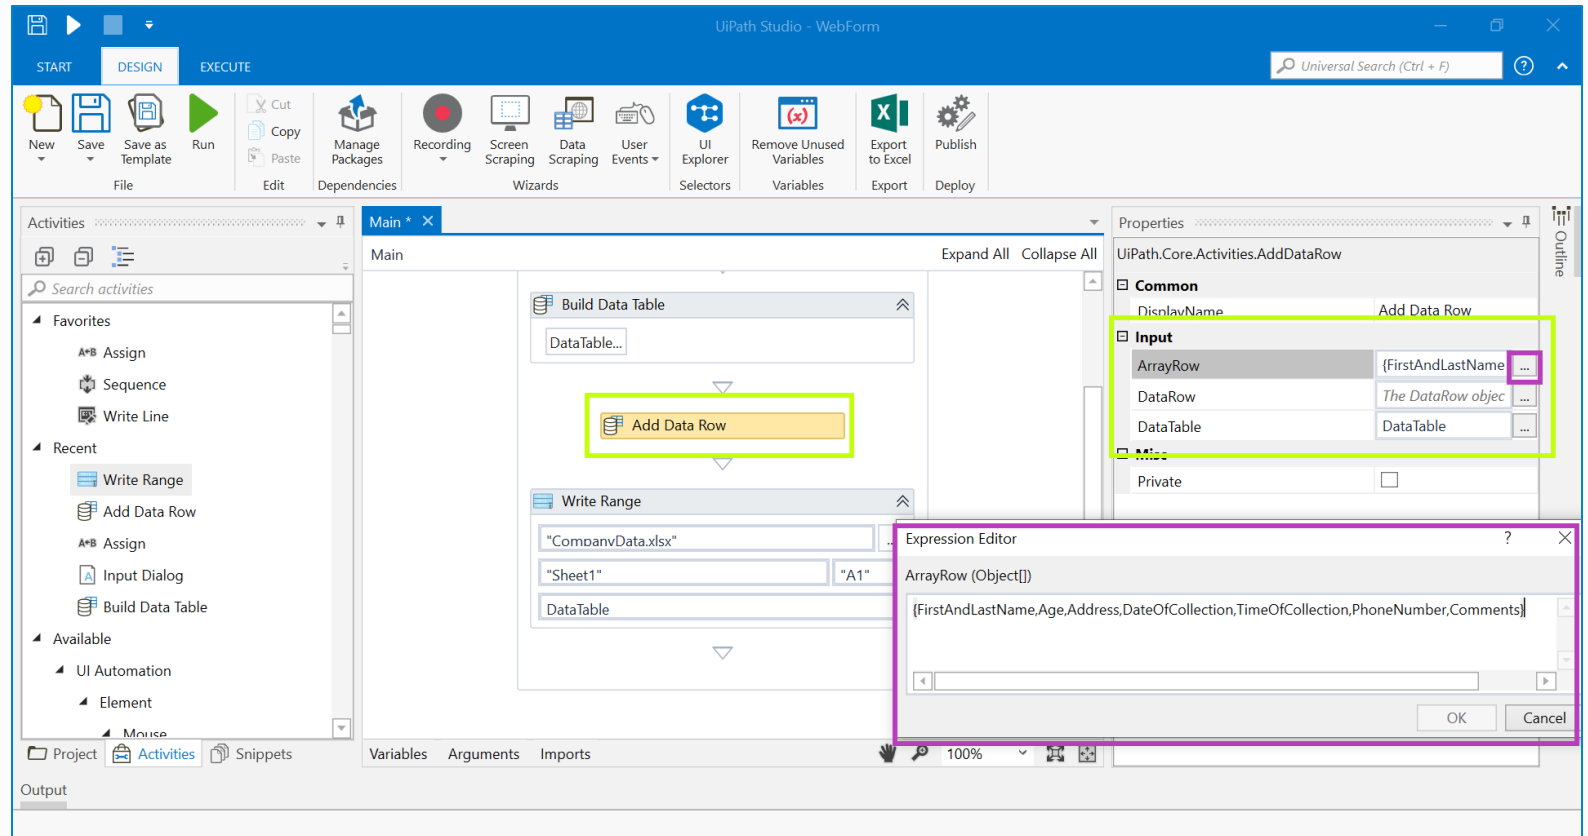 UiPath Studio - WebForm
START DESIGN EXECUTE
Universal Search (Ctrl + F) ?
New Save Save as Template Run
File
Cut
Copy
Paste
Edit
Manage Packages
Dependencies
Recording Screen Scraping Data Scraping User Events
Wizards
UI Explorer
Selectors
Remove Unused Variables
Variables
Export to Excel
Export
Publish
Deploy
Activities
Search activities
Favorites
A←B Assign
Sequence
Write Line
Recent
Write Range
Add Data Row
A←B Assign
Input Dialog
Build Data Table
Available
UI Automation
Element
Mouse
Project Activities Snippets
Output
Main *
Main Expand All Collapse All
Build Data Table
DataTable...
Add Data Row
Write Range
"CompanyData.xlsx"
"Sheet1" "A1"
DataTable
Variables Arguments Imports 100%
Properties
UiPath.Core.Activities.AddDataRow
Common
DisplayName Add Data Row
Input
ArrayRow {FirstAndLastName ...
DataRow The DataRow objec ...
DataTable DataTable ...
Misc
Private
Outline
Expression Editor ?
ArrayRow (Object[])
{FirstAndLastName,Age,Address,DateOfCollection,TimeOfCollection,PhoneNumber,Comments}
OK Cancel